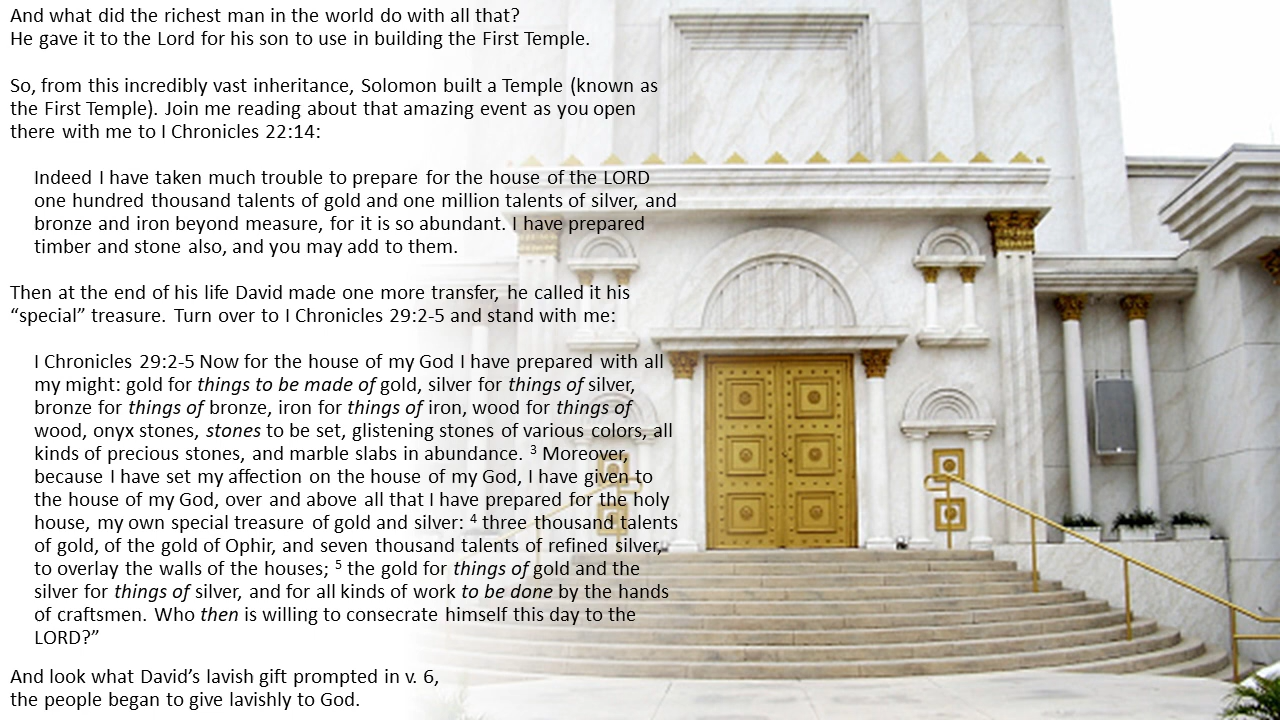 And what did the richest man in the world do with all that?
He gave it to the Lord for his son to use in building the First Temple.
So, from this incredibly vast inheritance, Solomon built a Temple (known as
the First Temple). Join me reading about that amazing event as you open
there with me to I Chronicles 22:14:
Indeed I have taken much trouble to prepare for the house of the LORD
one hundred thousand talents of gold and one million talents of silver, and
bronze and iron beyond measure, for it is so abundant. I have prepared
timber and stone also, and you may add to them.
Then at the end of his life David made one more transfer, he called it his
“special” treasure. Turn over to I Chronicles 29:2-5 and stand with me:
I Chronicles 29:2-5 Now for the house of my God I have prepared with all
my might: gold for things to be made of gold, silver for things of silver,
bronze for things of bronze, iron for things of iron, wood for things of
wood, onyx stones, stones to be set, glistening stones of various colors, all
kinds of precious stones, and marble slabs in abundance. ³ Moreover,
because I have set my affection on the house of my God, I have given to
the house of my God, over and above all that I have prepared for the holy
house, my own special treasure of gold and silver: ⁴ three thousand talents
of gold, of the gold of Ophir, and seven thousand talents of refined silver,
to overlay the walls of the houses; ⁵ the gold for things of gold and the
silver for things of silver, and for all kinds of work to be done by the hands
of craftsmen. Who then is willing to consecrate himself this day to the
LORD?”
And look what David’s lavish gift prompted in v. 6,
the people began to give lavishly to God.